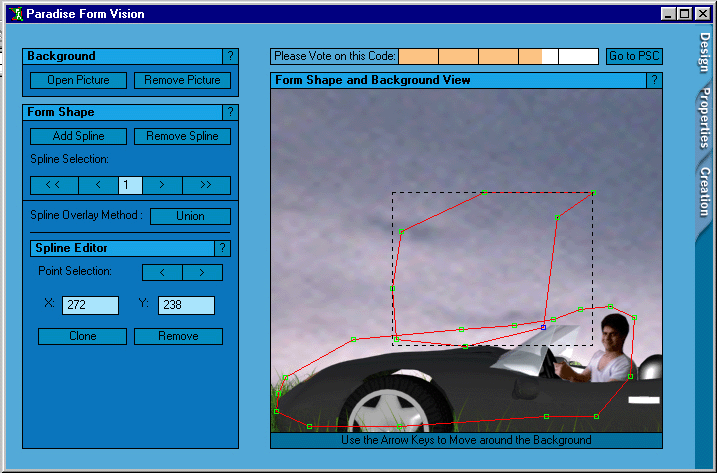 Paradise Form Vision
Background ?
Open Picture Remove Picture
Form Shape ?
Add Spline Remove Spline
Spline Selection:
<< < 1 > >>
Spline Overlay Method : Union
Spline Editor ?
Point Selection: < >
X: 272 Y: 238
Clone Remove
Please Vote on this Code: Go to PSC
Form Shape and Background View ?
Use the Arrow Keys to Move around the Background
Design
Properties
Creation